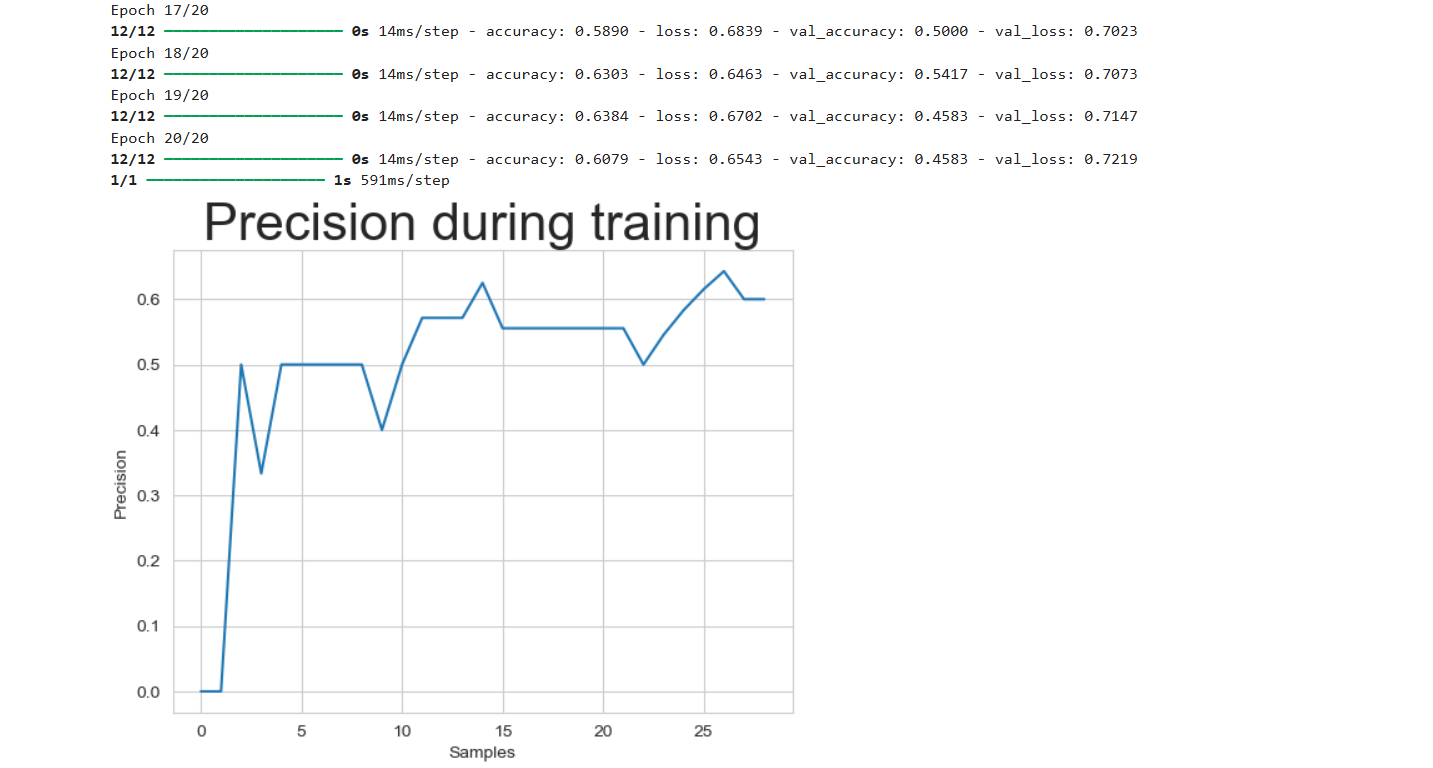 Epoch 17/20
12/12 ━━━━━━━━━━━━━━━━━━━━ 0s 14ms/step - accuracy: 0.5890 - loss: 0.6839 - val_accuracy: 0.5000 - val_loss: 0.7023
Epoch 18/20
12/12 ━━━━━━━━━━━━━━━━━━━━ 0s 14ms/step - accuracy: 0.6303 - loss: 0.6463 - val_accuracy: 0.5417 - val_loss: 0.7073
Epoch 19/20
12/12 ━━━━━━━━━━━━━━━━━━━━ 0s 14ms/step - accuracy: 0.6384 - loss: 0.6702 - val_accuracy: 0.4583 - val_loss: 0.7147
Epoch 20/20
12/12 ━━━━━━━━━━━━━━━━━━━━ 0s 14ms/step - accuracy: 0.6079 - loss: 0.6543 - val_accuracy: 0.4583 - val_loss: 0.7219
1/1 ━━━━━━━━━━━━━━━━━━━━ 1s 591ms/step
Precision during training
0.6
0.5
0.4
0.3
0.2
0.1
0.0
Precision
0 5 10 15 20 25
Samples